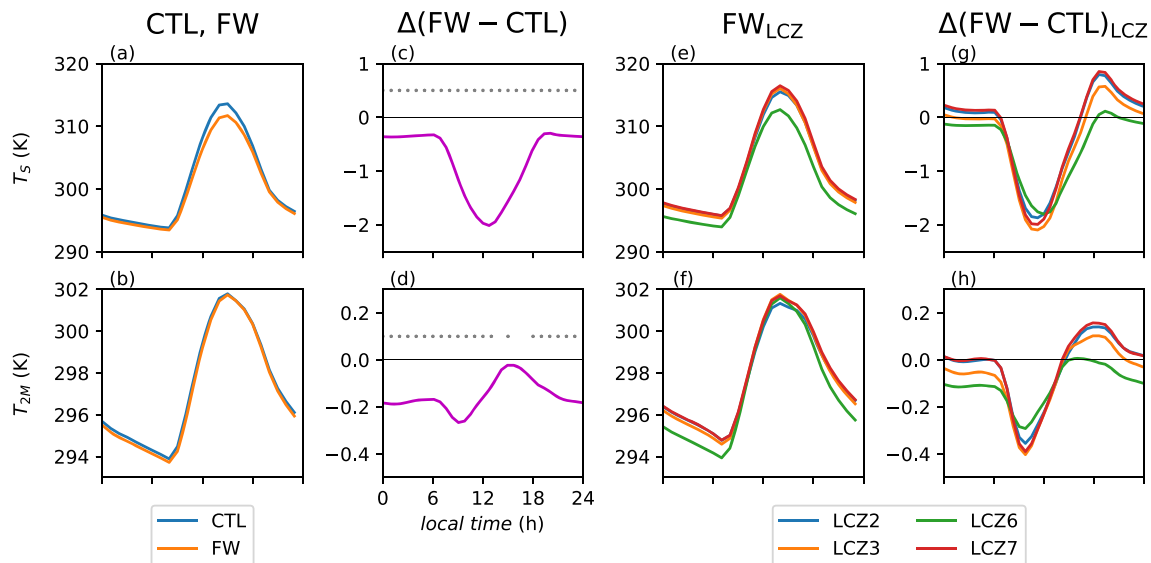 CTL, FW
Δ(FW − CTL)
FW_LCZ
Δ(FW − CTL)_LCZ
(a)
(c)
(e)
(g)
T_S (K)
320
310
300
290
1
0
−1
−2
320
310
300
290
1
0
−1
−2
(b)
(d)
(f)
(h)
T_2M (K)
302
300
298
296
294
0.2
0.0
−0.2
−0.4
302
300
298
296
294
0.2
0.0
−0.2
−0.4
0 6 12 18 24
local time (h)
CTL
FW
LCZ2
LCZ3
LCZ6
LCZ7